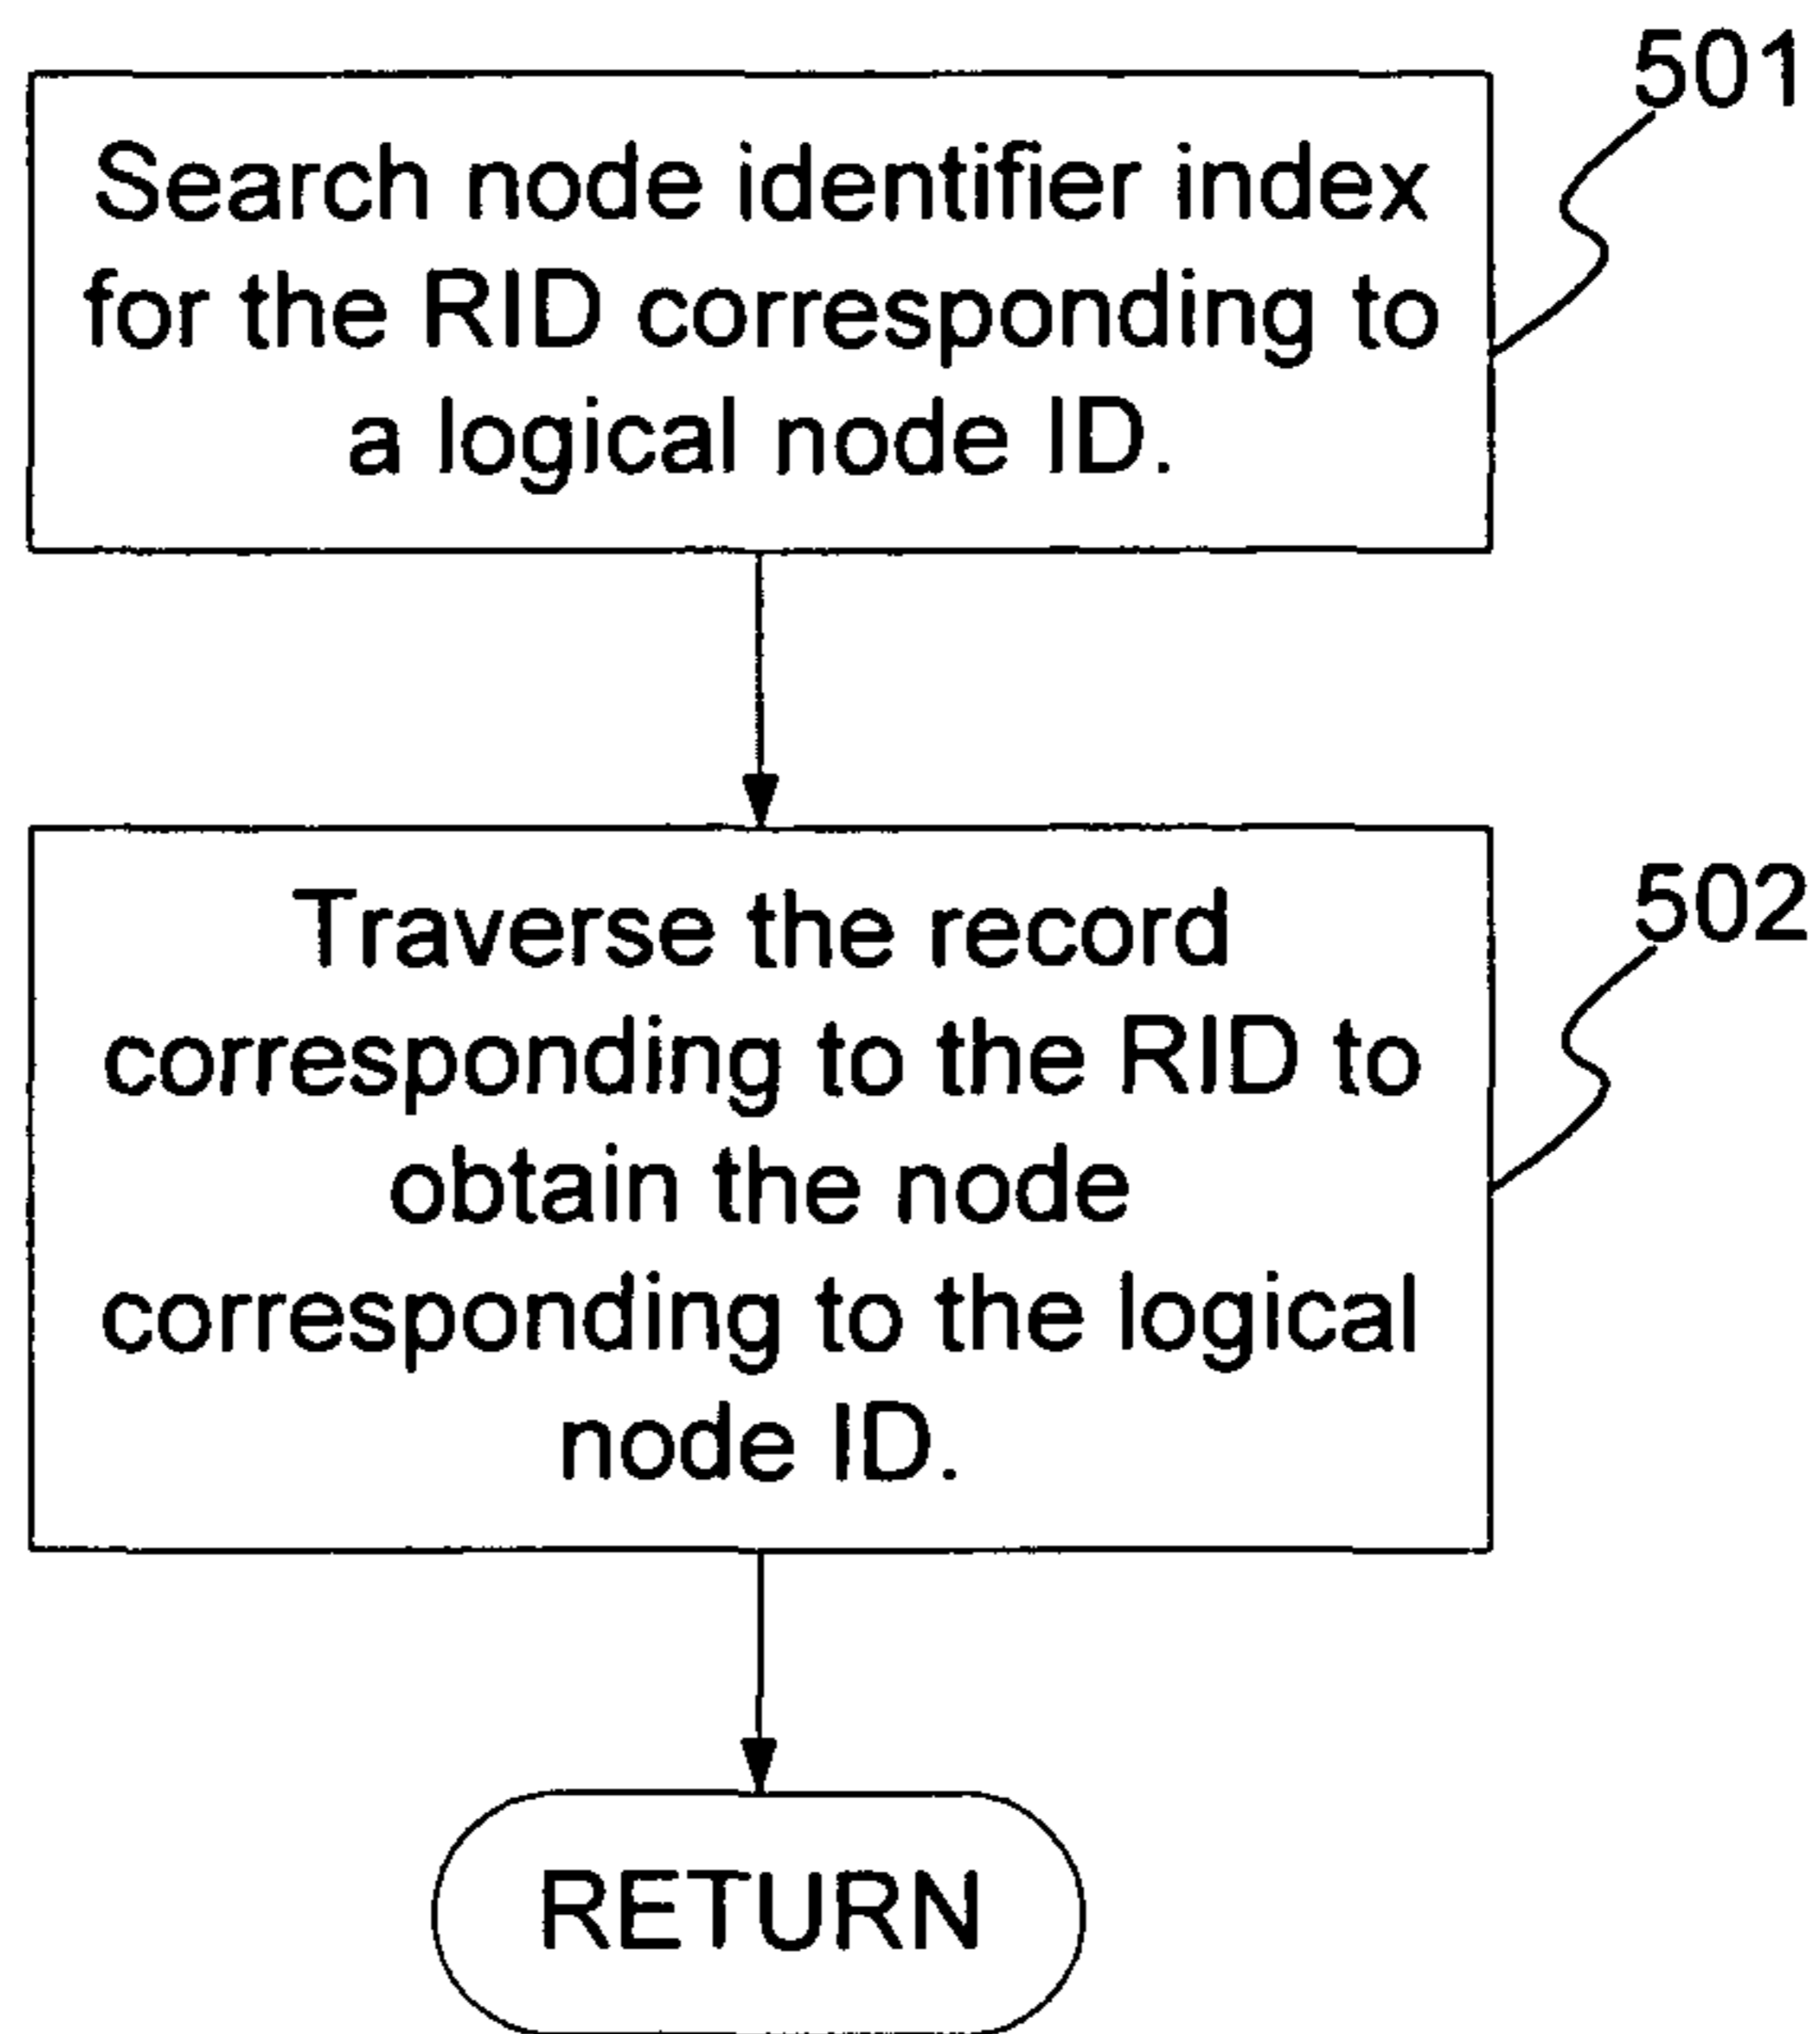 501
Search node identifier index
for the RID corresponding to
a logical node ID.
502
Traverse the record
corresponding to the RID to
obtain the node
corresponding to the logical
node ID.
RETURN